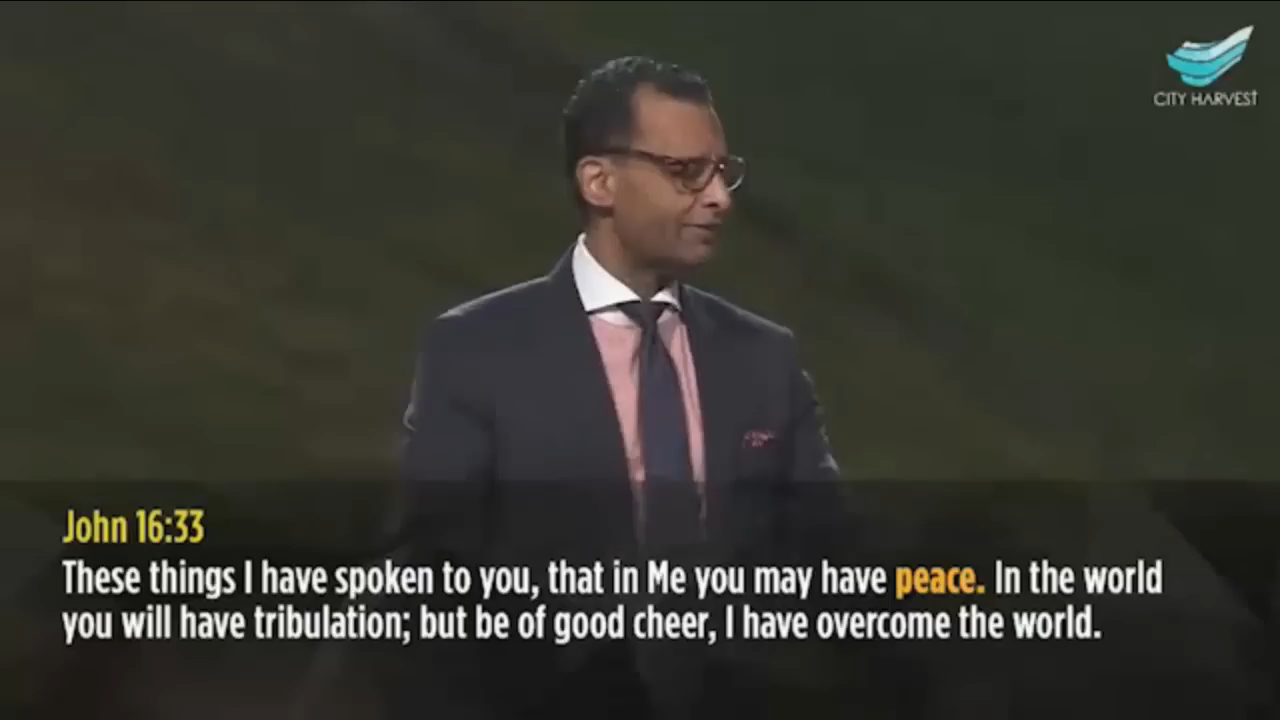 CITY HARVEST
John 16:33
These things I have spoken to you, that in Me you may have peace. In the world
you will have tribulation; but be of good cheer, I have overcome the world.